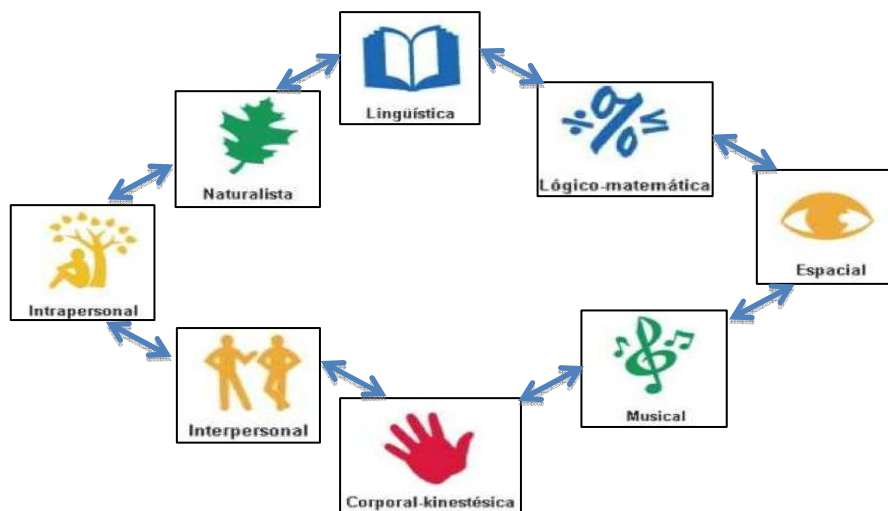 Lingüística
Naturalista
Lógico-matemática
Intrapersonal
Espacial
Interpersonal
Musical
Corporal-kinestésica